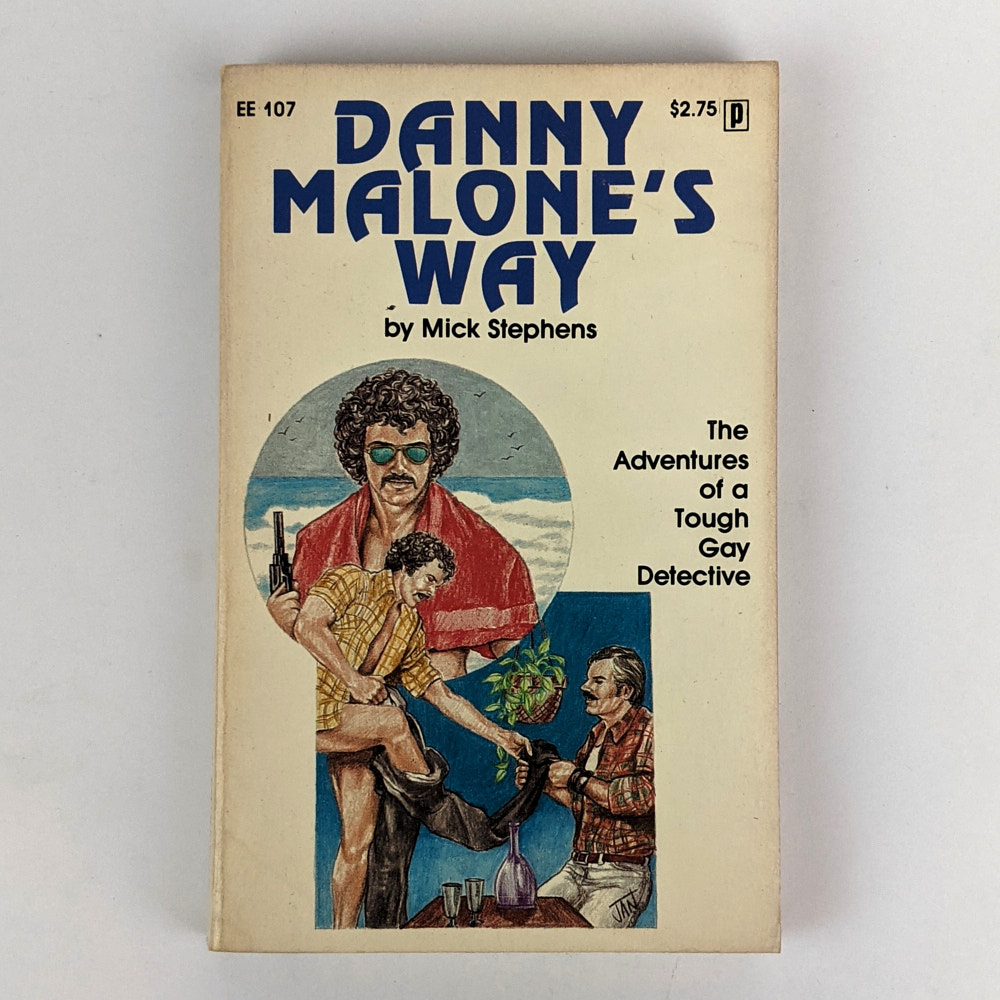 EE 107
$2.75 p
DANNY
MALONE'S
WAY
by Mick Stephens
The
Adventures
of a
Tough
Gay
Detective
JAN